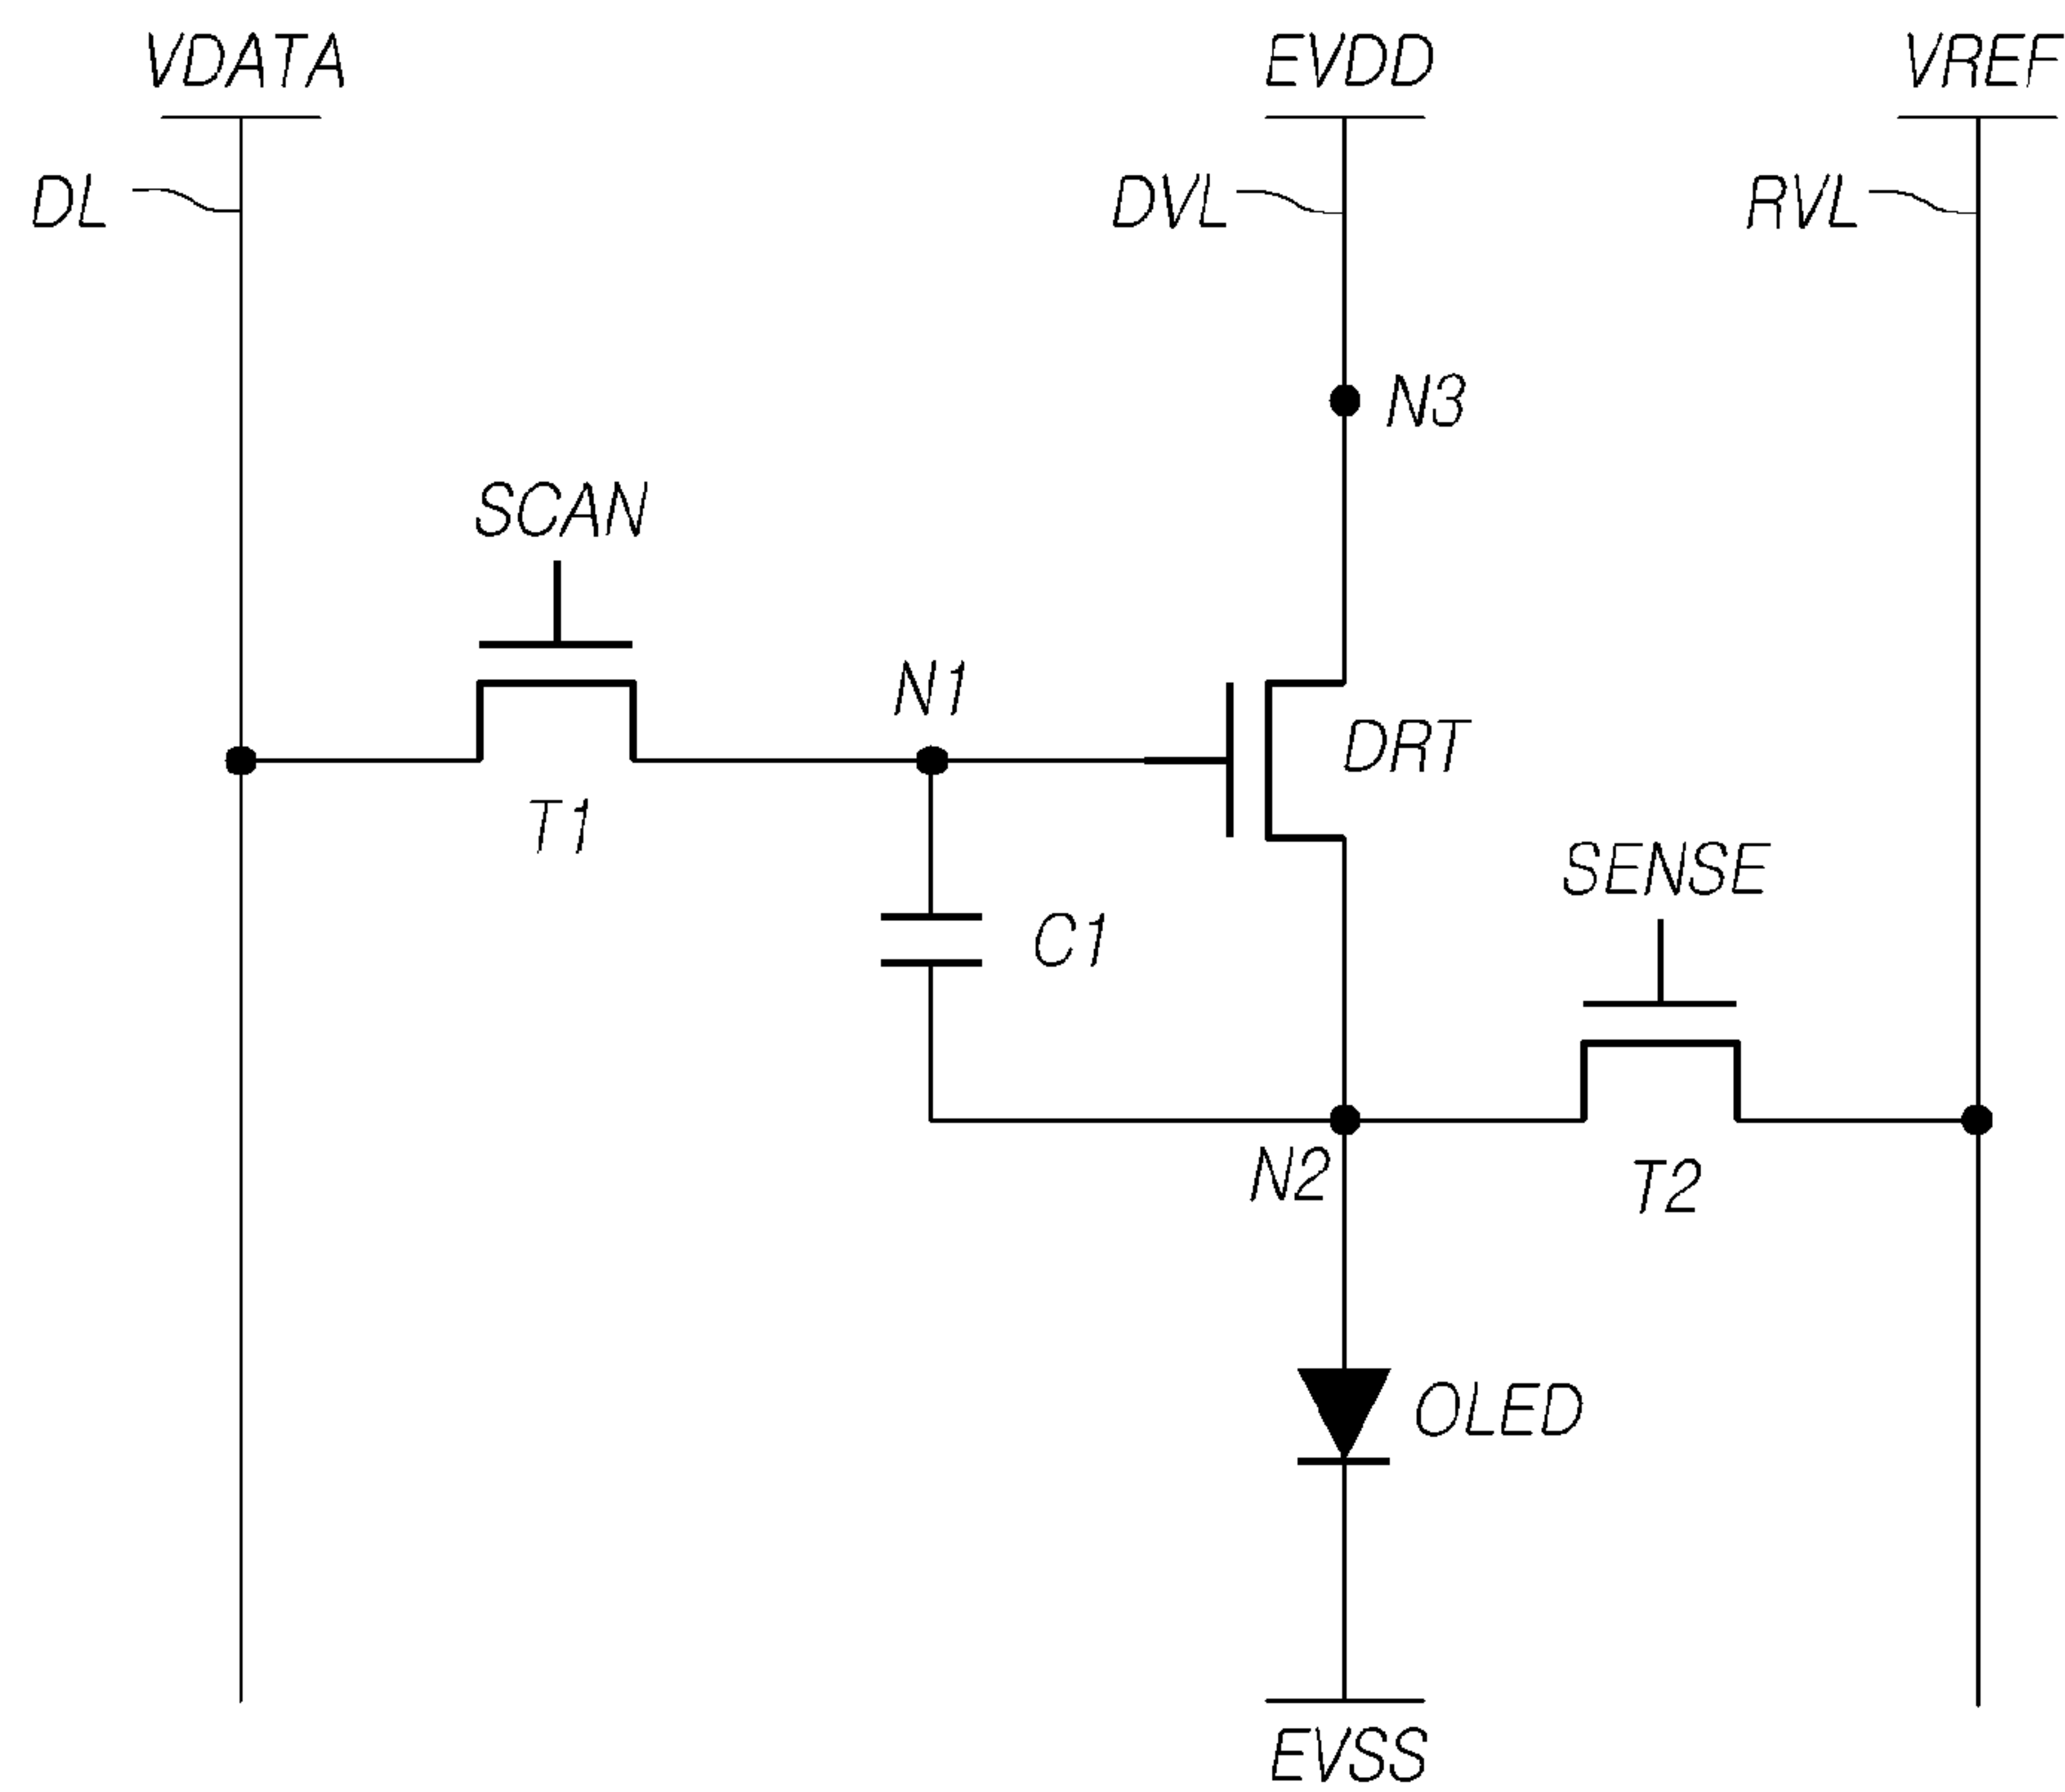 VDATA
EVDD
VREF
DL
DVL
RVL
N3
SCAN
N1
DRT
T1
SENSE
C1
N2
T2
OLED
EVSS